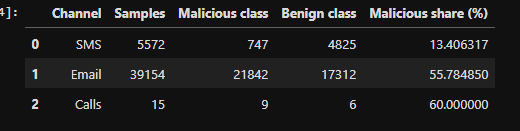 4]:
Channel Samples Malicious class Benign class Malicious share (%)
0 SMS 5572 747 4825 13.406317
1 Email 39154 21842 17312 55.784850
2 Calls 15 9 6 60.000000